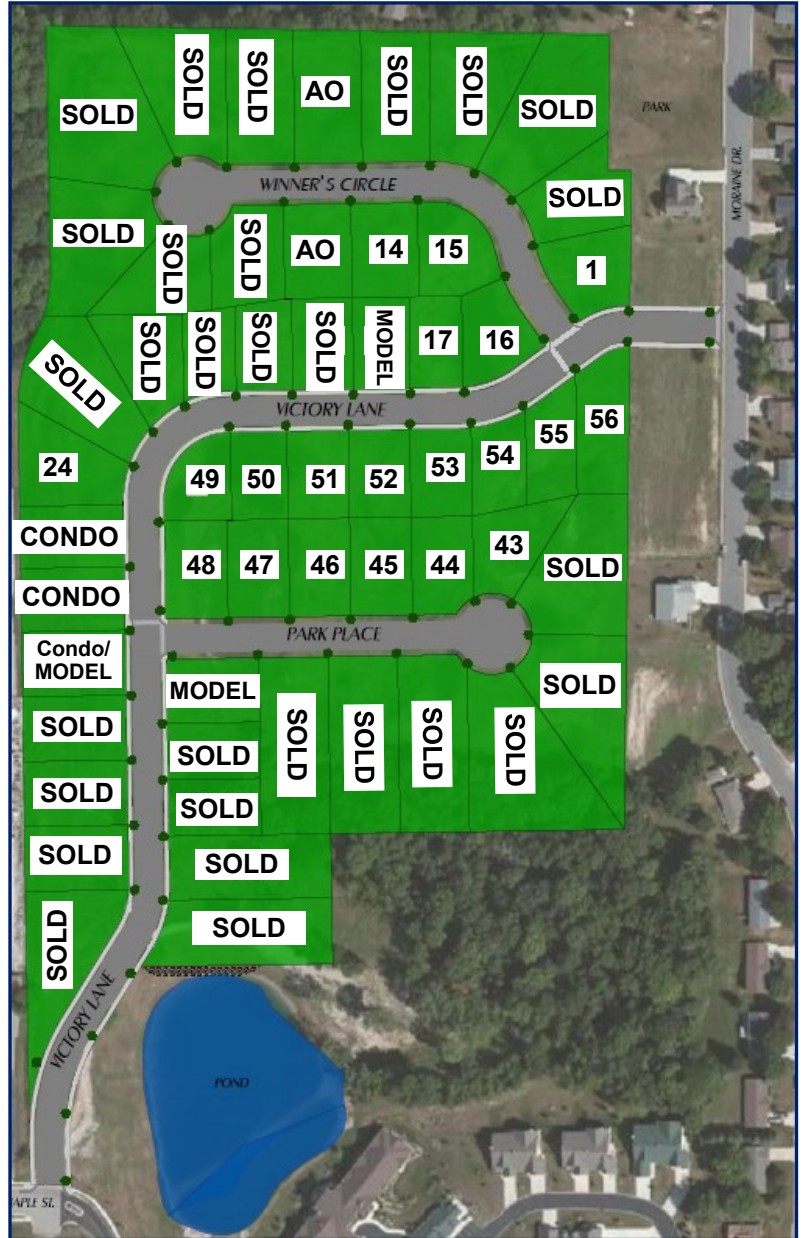 SOLD
SOLD
SOLD
AO
SOLD
SOLD
SOLD
PARK
MORAINE DR.
WINNER'S CIRCLE
SOLD
SOLD
SOLD
SOLD
AO
14
15
1
SOLD
SOLD
SOLD
SOLD
MODEL
17
16
SOLD
VICTORY LANE
24
49
50
51
52
53
54
55
56
CONDO
48
47
46
45
44
43
SOLD
CONDO
PARK PLACE
Condo/
MODEL
MODEL
SOLD
SOLD
SOLD
SOLD
SOLD
SOLD
SOLD
SOLD
SOLD
SOLD
SOLD
SOLD
SOLD
SOLD
VICTORY LANE
POND
APLE ST.